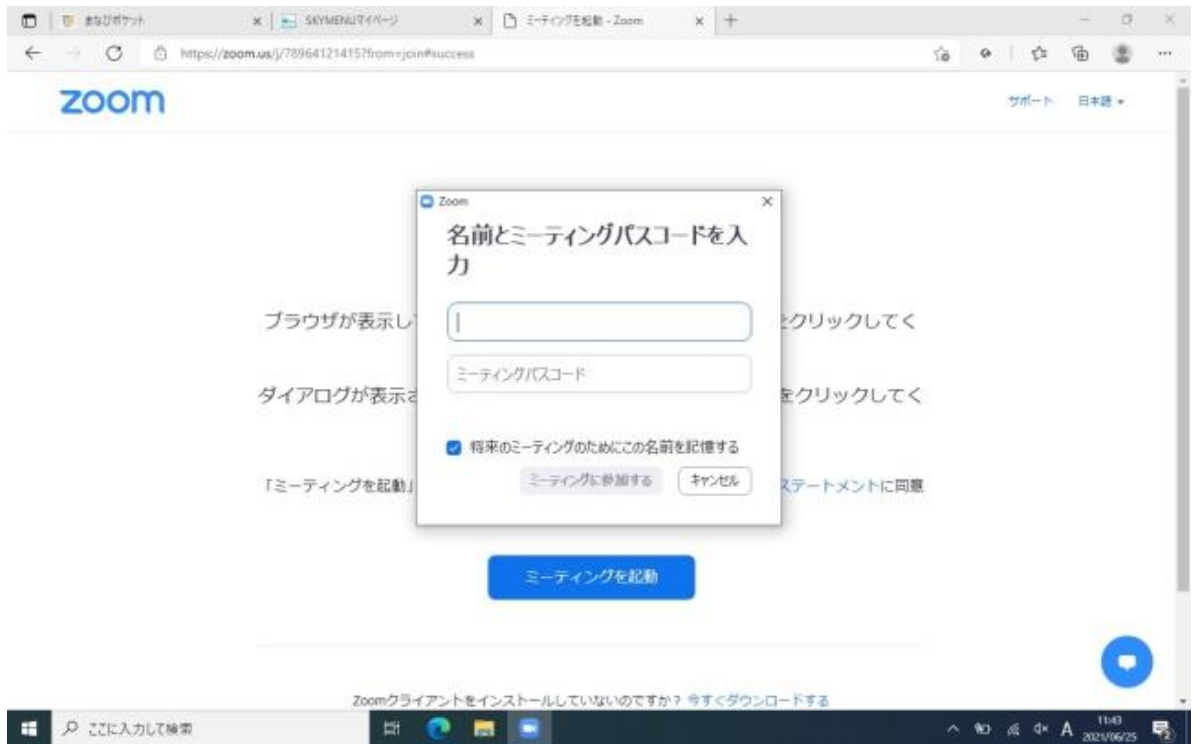 まなびポケット
SKYMENUマイページ
ミーティングを起動 - Zoom
https://zoom.us/j/78964121415?from=join#success
zoom
サポート 日本語
Zoom
名前とミーティングパスコードを入
力
ブラウザが表示し
をクリックしてく
ミーティングパスコード
ダイアログが表示さ
をクリックしてく
将来のミーティングのためにこの名前を記憶する
ミーティングに参加する キャンセル
「ミーティングを起動」
ステートメントに同意
ミーティングを起動
Zoomクライアントをインストールしていないのですか? 今すぐダウンロードする
ここに入力して検索
A
11:43
2021/06/25
2